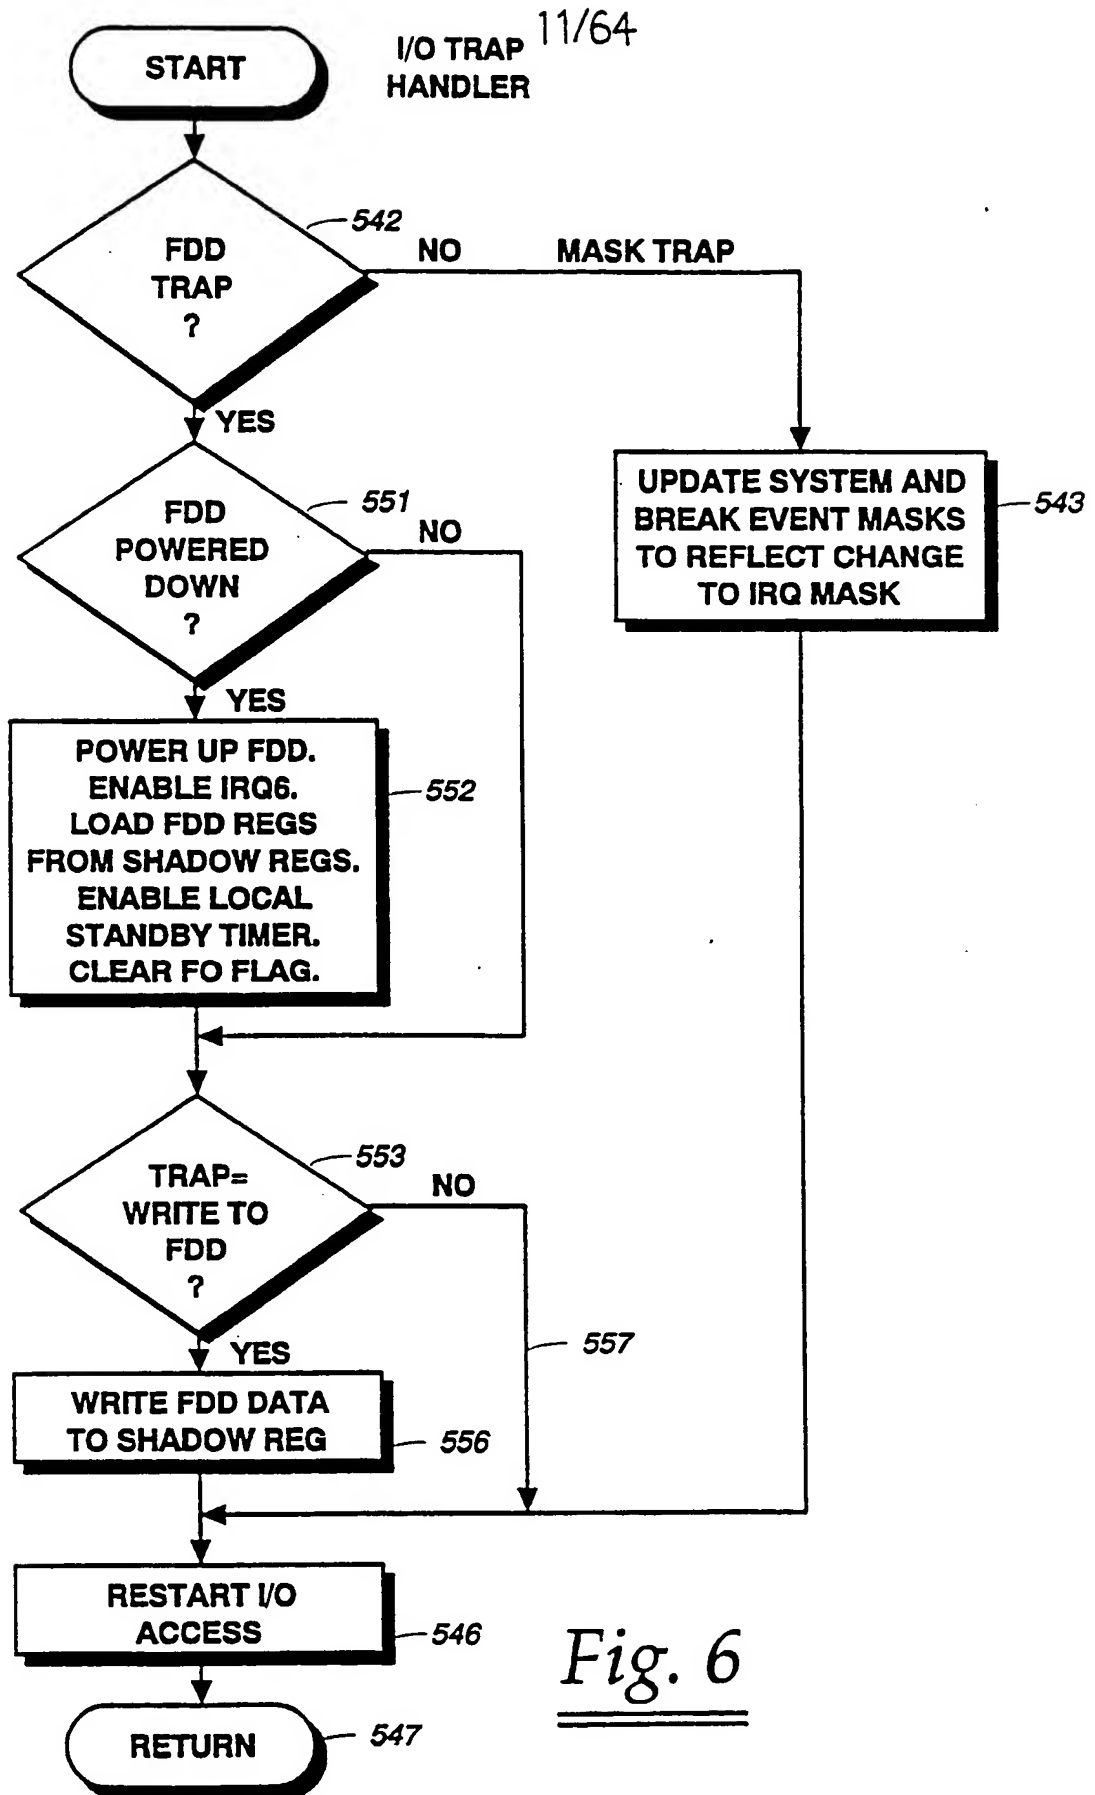 11/64
I/O TRAP
HANDLER
START
542
FDD
TRAP
?
NO
MASK TRAP
YES
551
FDD
POWERED
DOWN
?
NO
UPDATE SYSTEM AND
BREAK EVENT MASKS
TO REFLECT CHANGE
TO IRQ MASK
543
YES
POWER UP FDD.
ENABLE IRQ6.
LOAD FDD REGS
FROM SHADOW REGS.
ENABLE LOCAL
STANDBY TIMER.
CLEAR FO FLAG.
552
553
TRAP=
WRITE TO
FDD
?
NO
557
YES
WRITE FDD DATA
TO SHADOW REG
556
RESTART I/O
ACCESS
546
RETURN
547
Fig. 6